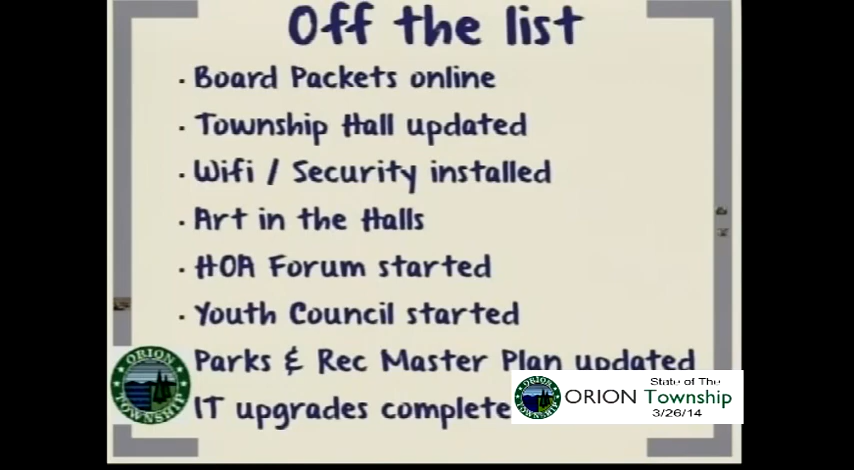 Off the list
· Board Packets online
· Township Hall updated
· Wifi / Security installed
· Art in the Halls
· HOA Forum started
· Youth Council started
Parks & Rec Master Plan updated
IT upgrades complete
ORION
TOWNSHIP
State of The
ORION Township
3/26/14